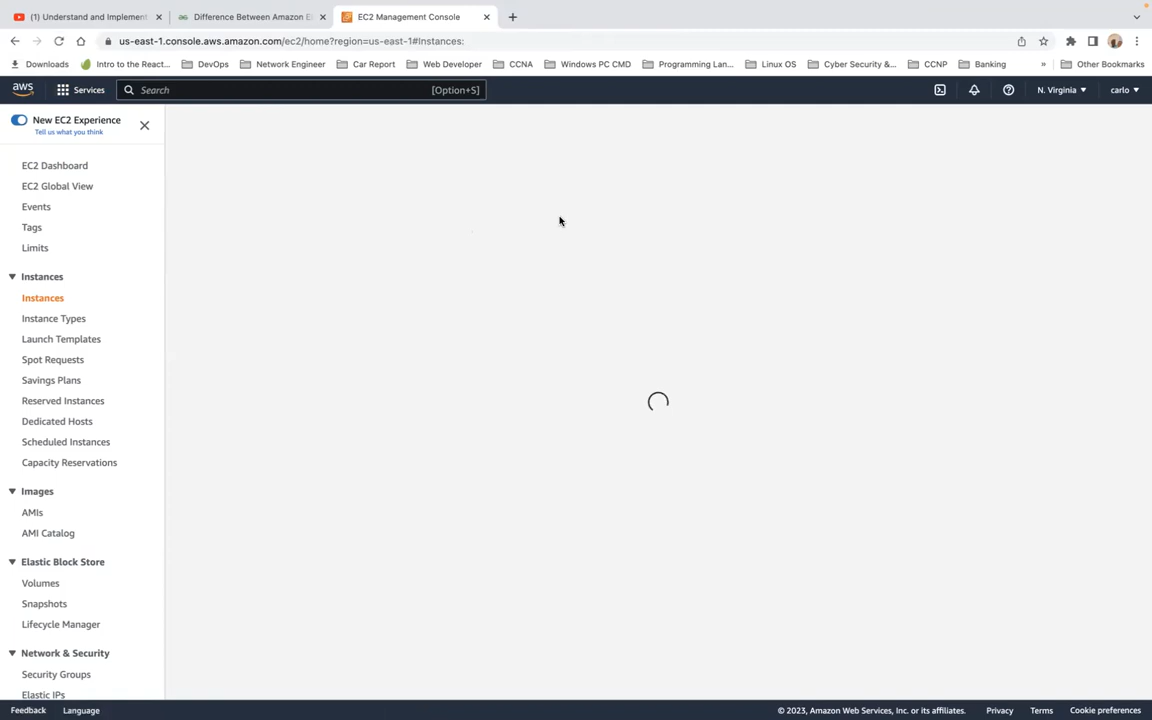 (1) Understand and Implement
Difference Between Amazon E
EC2 Management Console
us-east-1.console.aws.amazon.com/ec2/home?region=us-east-1#Instances:
Downloads
Intro to the React...
DevOps
Network Engineer
Car Report
Web Developer
CCNA
Windows PC CMD
Programming Lan...
Linux OS
Cyber Security &...
CCNP
Banking
»
Other Bookmarks
aws
Services
Search
[Option+S]
N. Virginia
carlo
New EC2 Experience
Tell us what you think
EC2 Dashboard
EC2 Global View
Events
Tags
Limits
Instances
Instances
Instance Types
Launch Templates
Spot Requests
Savings Plans
Reserved Instances
Dedicated Hosts
Scheduled Instances
Capacity Reservations
Images
AMIs
AMI Catalog
Elastic Block Store
Volumes
Snapshots
Lifecycle Manager
Network & Security
Security Groups
Elastic IPs
Feedback
Language
© 2023, Amazon Web Services, Inc. or its affiliates.
Privacy
Terms
Cookie preferences